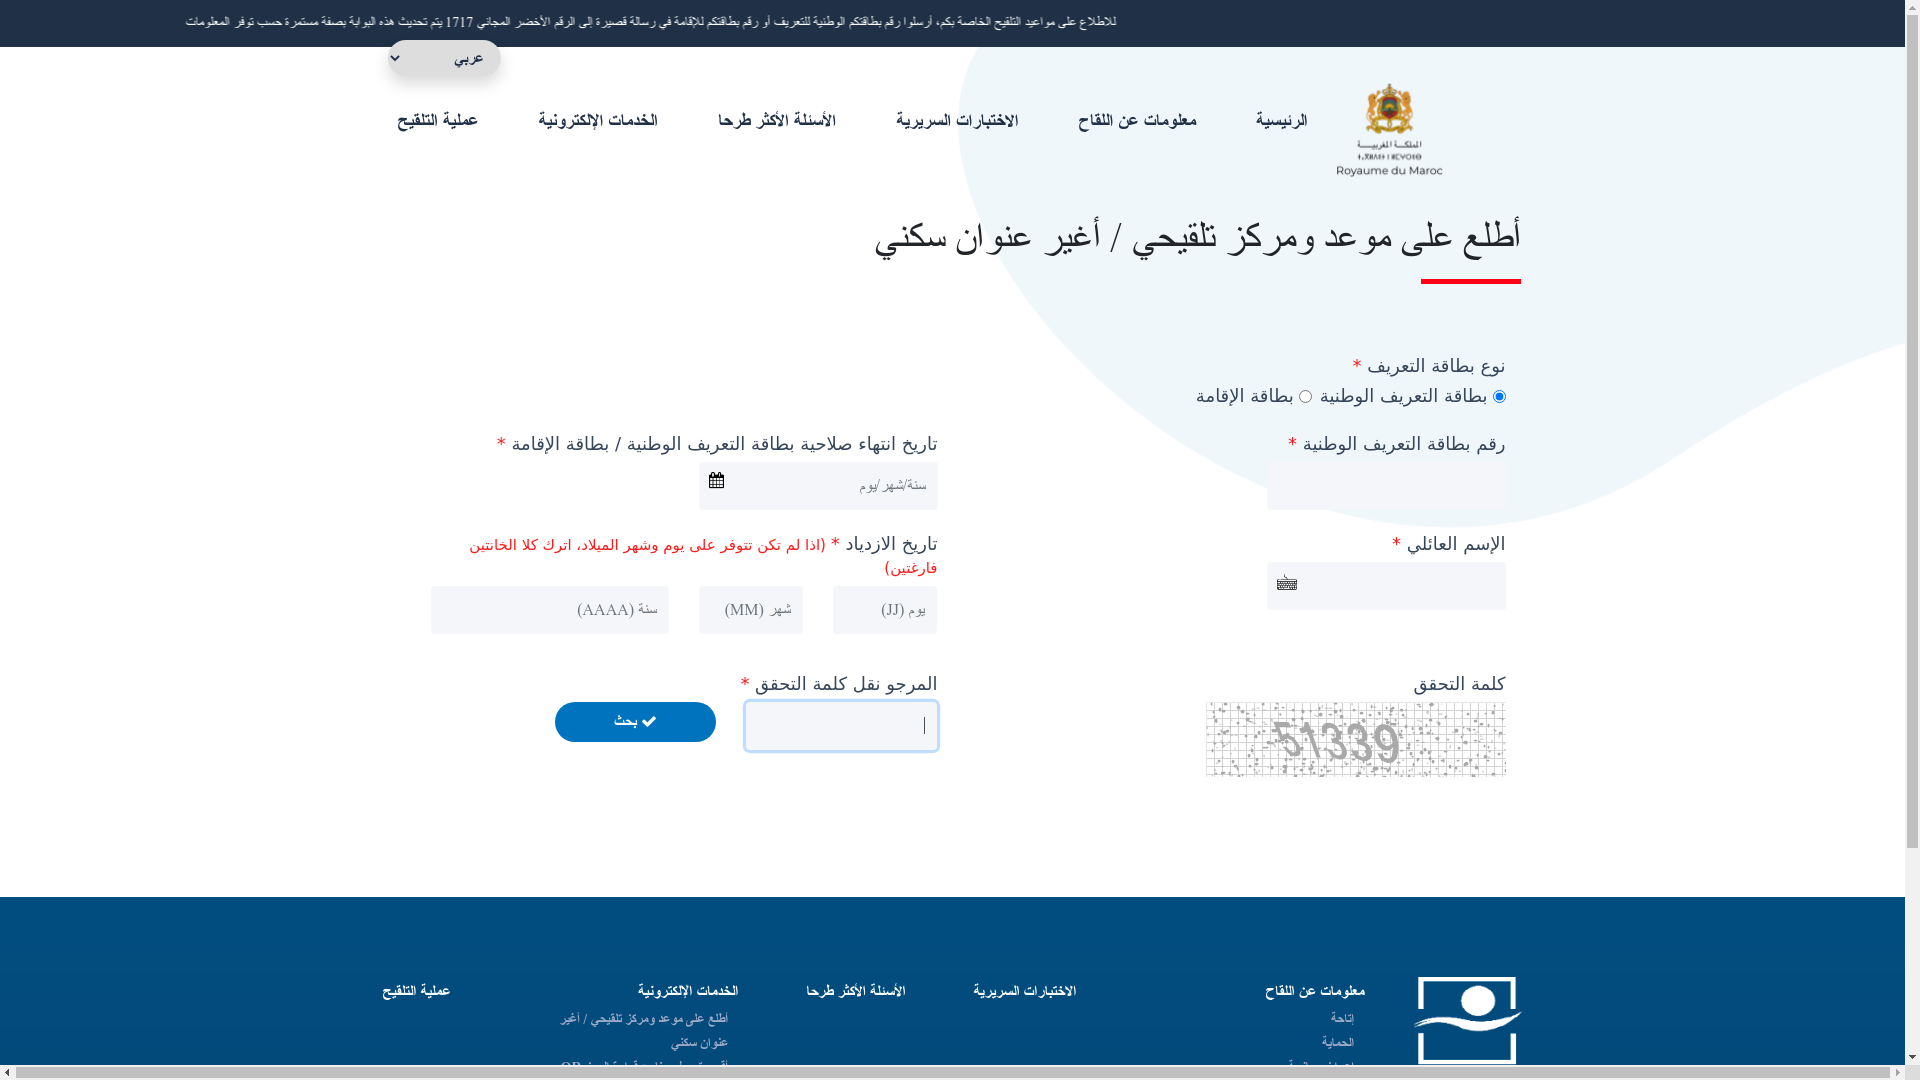 للاطلاع على مواعيد التلقيح الخاصة بكم، أرسلوا رقم بطاقتكم الوطنية للتعريف أو رقم بطاقتكم للإقامة في رسالة قصيرة إلى الرقم الأخضر المجاني 1717 يتم تحديث هذه البوابة بصفة مستمرة حسب توفر المعلومات
عربي
المملكة المغربية
Royaume du Maroc
الرئيسية
معلومات عن اللقاح
الاختبارات السريرية
الأسئلة الأكثر طرحا
الخدمات الإلكترونية
عملية التلقيح
أطلع على موعد ومركز تلقيحي / أغير عنوان سكني
نوع بطاقة التعريف *
بطاقة التعريف الوطنية
بطاقة الإقامة
رقم بطاقة التعريف الوطنية *
تاريخ انتهاء صلاحية بطاقة التعريف الوطنية / بطاقة الإقامة *
سنة/شهر/يوم
الإسم العائلي *
تاريخ الازدياد * (اذا لم تكن تتوفر على يوم وشهر الميلاد، اترك كلا الخانتين
فارغتين)
يوم (JJ)
شهر (MM)
سنة (AAAA)
كلمة التحقق
51339
المرجو نقل كلمة التحقق *
بحث
معلومات عن اللقاح
إتاحة
الحماية
الاختبارات السريرية
الأسئلة الأكثر طرحا
الخدمات الإلكترونية
أطلع على موعد ومركز تلقيحي / أغير
عنوان سكني
عملية التلقيح